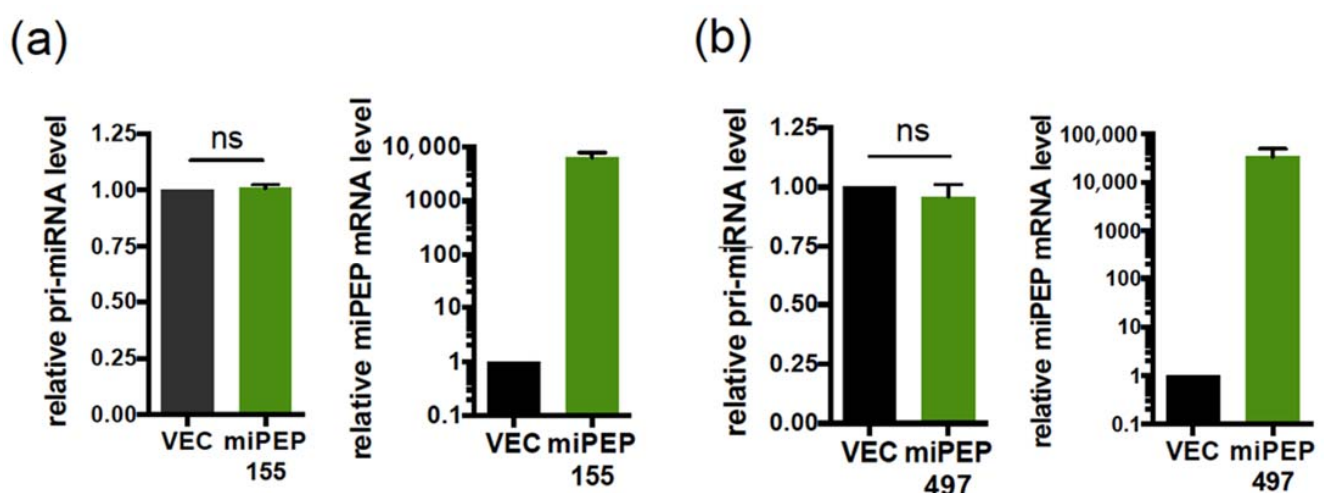 (a)
relative pri-miRNA level
1.25
1.00
0.75
0.50
0.25
0.00
ns
VEC miPEP
155
relative miPEP mRNA level
10,000
1000
100
10
1
0.1
VEC miPEP
155
(b)
relative pri-miRNA level
1.25
1.00
0.75
0.50
0.25
0.00
ns
VEC miPEP
497
relative miPEP mRNA level
100,000
10,000
1000
100
10
1
0.1
VEC miPEP
497